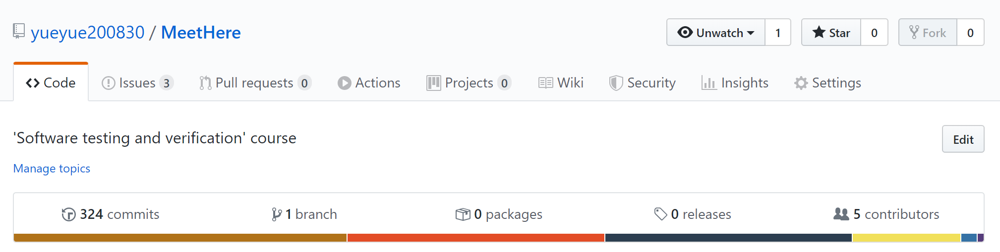 yueyue200830 / MeetHere Unwatch 1 Star 0 Fork 0
Code Issues 3 Pull requests 0 Actions Projects 0 Wiki Security Insights Settings
'Software testing and verification' course Edit
Manage topics
324 commits 1 branch 0 packages 0 releases 5 contributors